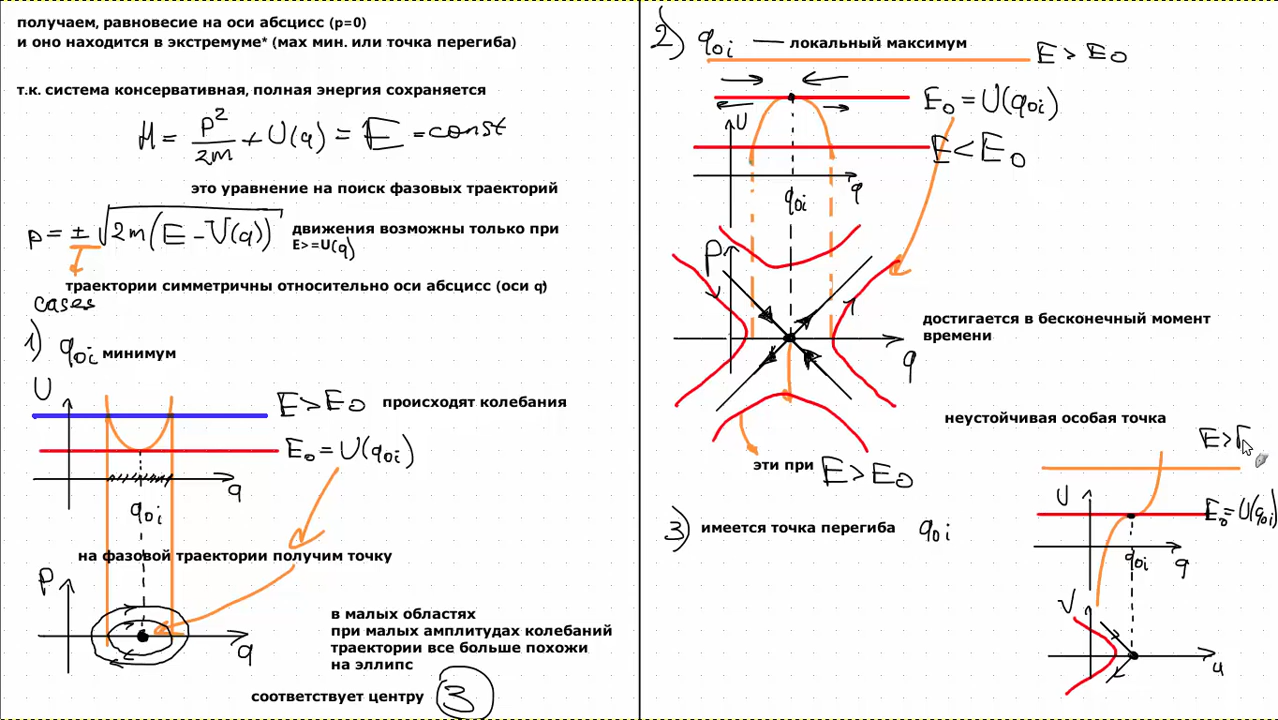 получаем, равновесие на оси абсцисс (p=0)
и оно находится в экстремуме* (мах мин. или точка перегиба)
т.к. система консервативная, полная энергия сохраняется
H = p²/2m + U(q) = E = const
это уравнение на поиск фазовых траекторий
p = ± √2m(E - U(q))
движения возможны только при
E>=U(q)
траектории симметричны относительно оси абсцисс (оси q)
cases
1) q0i минимум
U
E > E0 происходят колебания
E0 = U(q0i)
q
q0i
на фазовой траектории получим точку
P
q
в малых областях
при малых амплитудах колебаний
траектории все больше похожи
на эллипс
соответствует центру 3
2) q0i — локальный максимум
E > E0
E0 = U(q0i)
U
E < E0
q
q0i
P
q
достигается в бесконечный момент
времени
неустойчивая особая точка
эти при E > E0
3) имеется точка перегиба q0i
E >
U
E0 = U(q0i)
q0i
q
V
u